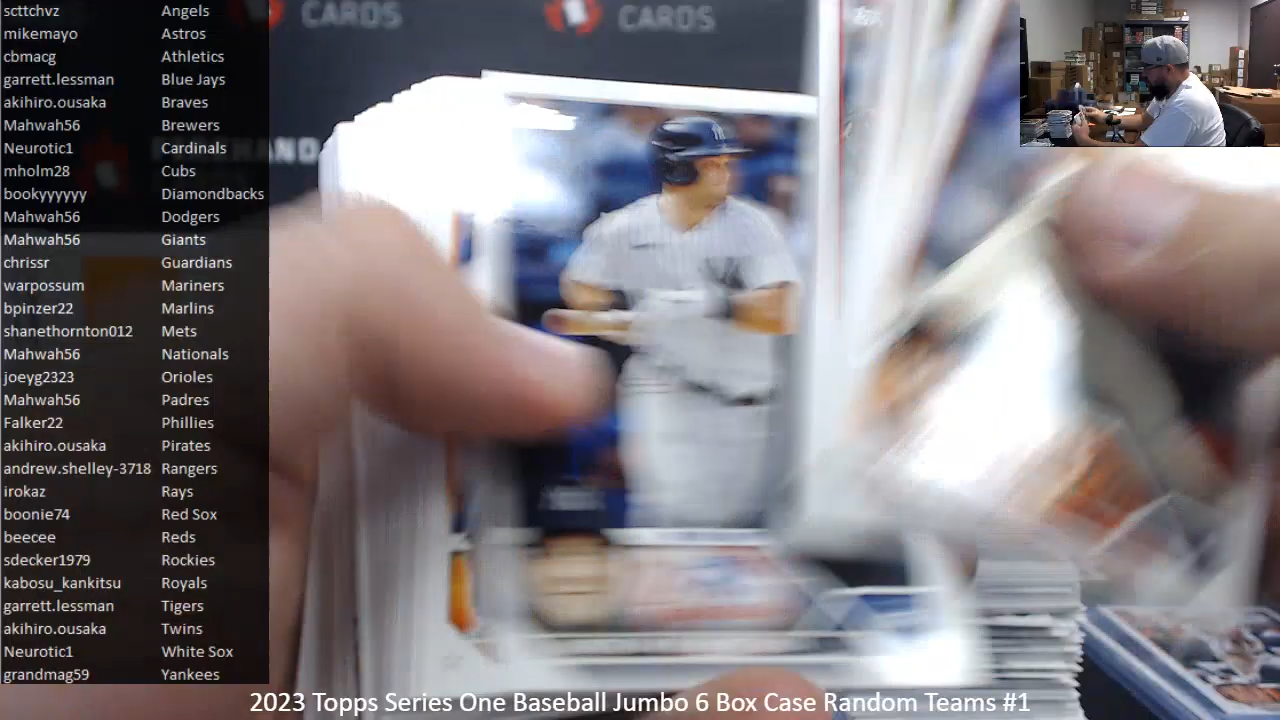 CARDS CARDS
scttchvz Angels
mikemayo Astros
cbmacg Athletics
garrett.lessman Blue Jays
akihiro.ousaka Braves
Mahwah56 Brewers
Neurotic1 Cardinals
mholm28 Cubs
bookyyyyyy Diamondbacks
Mahwah56 Dodgers
Mahwah56 Giants
chrissr Guardians
warpossum Mariners
bpinzer22 Marlins
shanethornton012 Mets
Mahwah56 Nationals
joeyg2323 Orioles
Mahwah56 Padres
Falker22 Phillies
akihiro.ousaka Pirates
andrew.shelley-3718 Rangers
irokaz Rays
boonie74 Red Sox
beecee Reds
sdecker1979 Rockies
kabosu_kankitsu Royals
garrett.lessman Tigers
akihiro.ousaka Twins
Neurotic1 White Sox
grandmag59 Yankees
2023 Topps Series One Baseball Jumbo 6 Box Case Random Teams #1